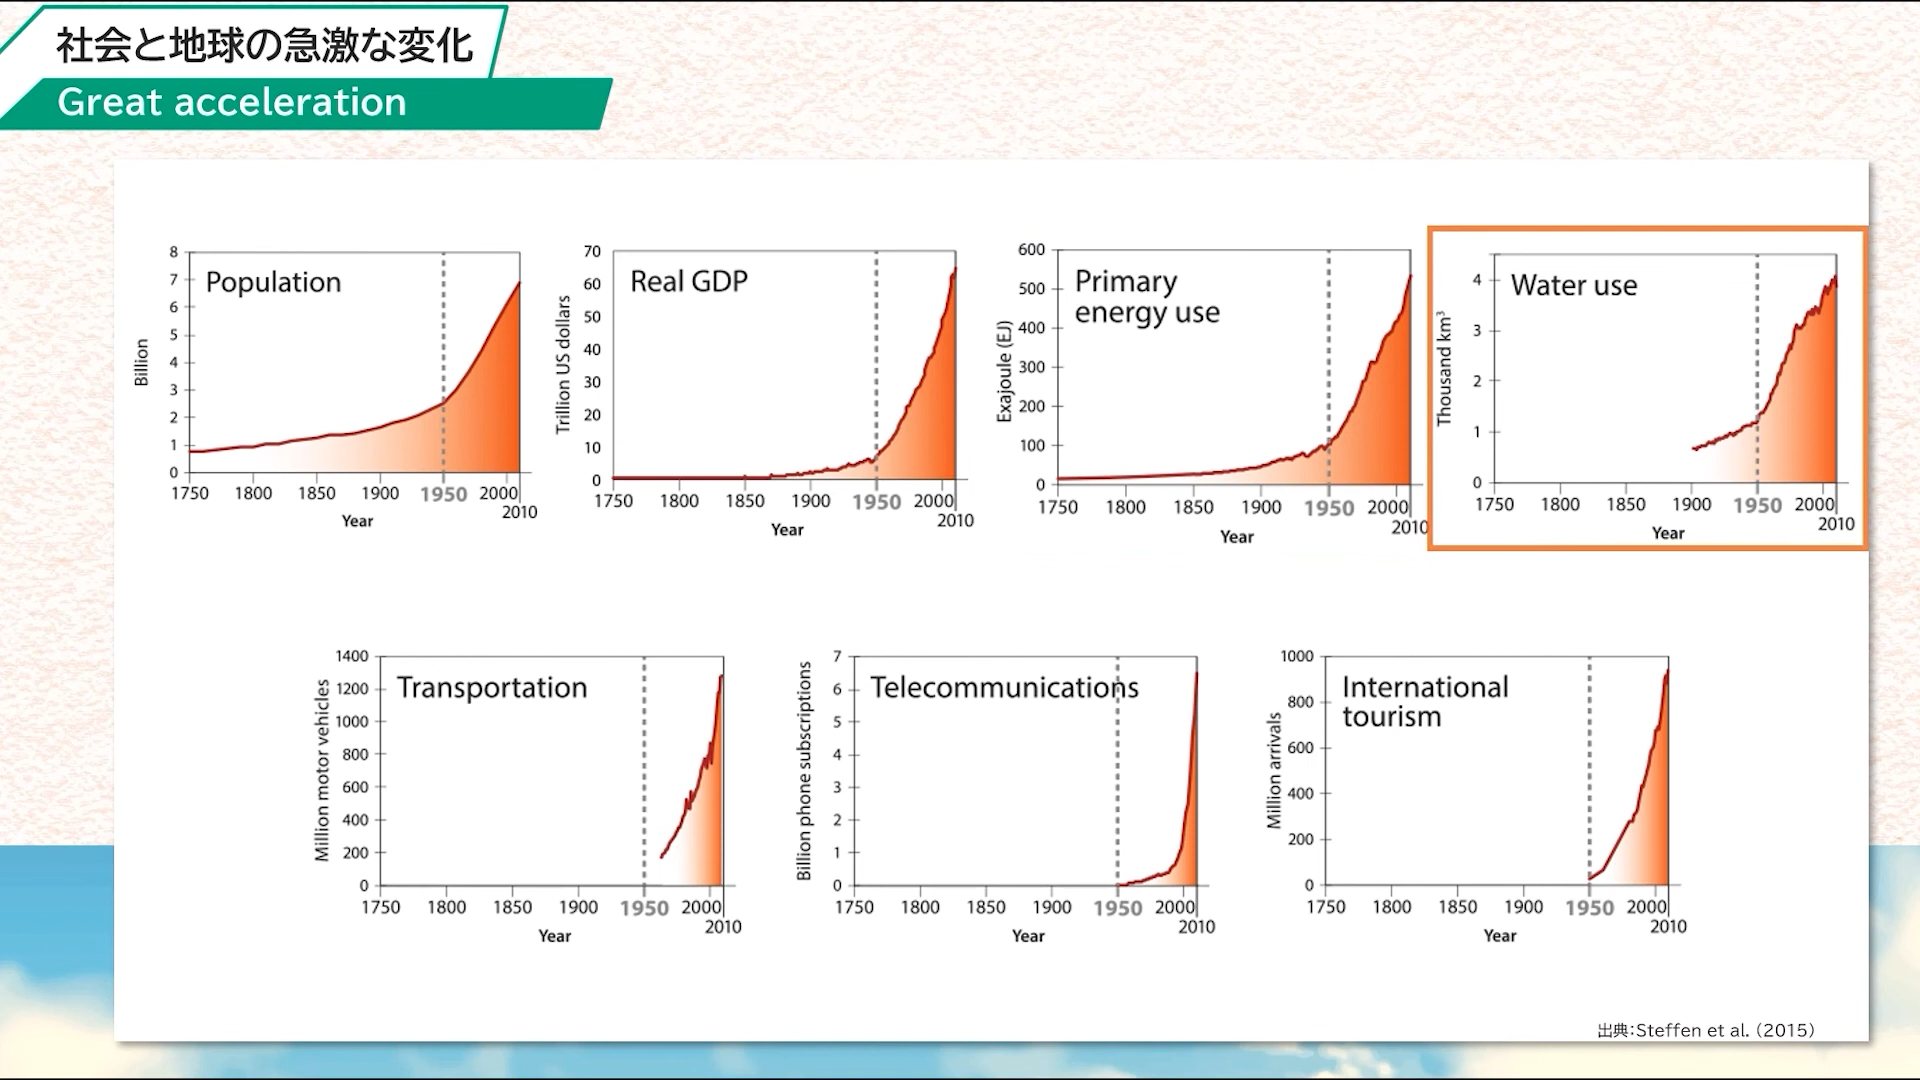 社会と地球の急激な変化
Great acceleration
Population
Billion
8
7
6
5
4
3
2
1
0
1750 1800 1850 1900 1950 2000
2010
Year
Real GDP
Trillion US dollars
70
60
50
40
30
20
10
0
1750 1800 1850 1900 1950 2000
2010
Year
Primary
energy use
Exajoule (EJ)
600
500
400
300
200
100
0
1750 1800 1850 1900 1950 2000
2010
Year
Water use
Thousand km³
4
3
2
1
0
1750 1800 1850 1900 1950 2000
2010
Year
Transportation
Million motor vehicles
1400
1200
1000
800
600
400
200
0
1750 1800 1850 1900 1950 2000
2010
Year
Telecommunications
Billion phone subscriptions
7
6
5
4
3
2
1
0
1750 1800 1850 1900 1950 2000
2010
Year
International
tourism
Million arrivals
1000
800
600
400
200
0
1750 1800 1850 1900 1950 2000
2010
Year
出典:Steffen et al. (2015)